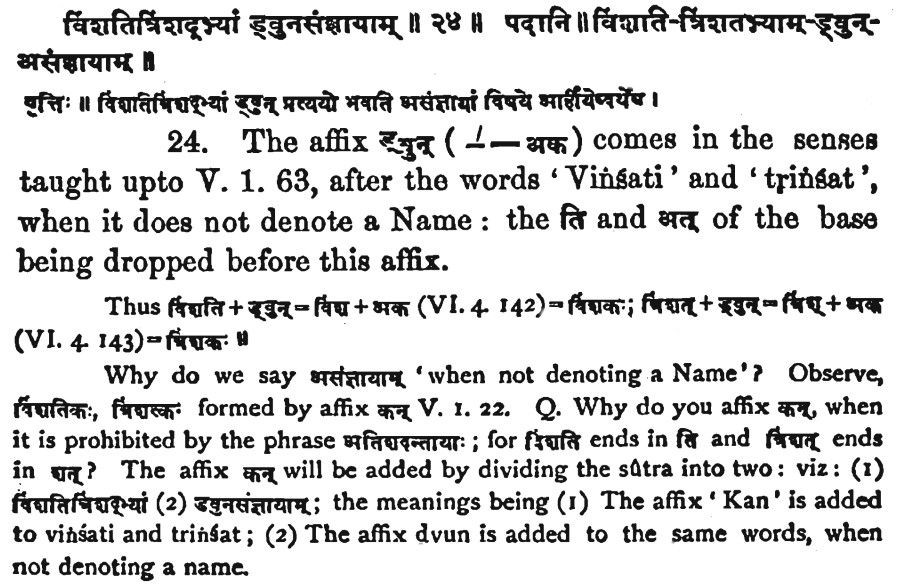 विंशतित्रिंशद्भ्यां ड्वुनसंज्ञायाम् ॥ २४ ॥ पदानि ॥ विंशति-त्रिंशतभ्याम्-ड्वुन्-
असंज्ञायाम् ॥
वृत्तिः ॥ विंशतित्रिंशद्भ्यां ड्वुन् प्रत्ययो भवति असंज्ञायां विषये आर्हीयेष्वर्थेषु ।
24. The affix ड्वुन् ( ⊥ — अक ) comes in the senses
taught upto V. 1. 63, after the words ‘ Viṅśati ’ and ‘ tṛiṅśat ’,
when it does not denote a Name : the ति and अत् of the base
being dropped before this affix.
Thus विंशति + ड्वुन् = विंश + अक (VI. 4. 142) = विंशकः; त्रिंशत् + ड्वुन् = त्रिंश् + अक
(VI. 4. 143) = त्रिंशकः ॥
Why do we say असंज्ञायाम् ‘ when not denoting a Name ’ ? Observe,
विंशतिकः, त्रिंशत्कः formed by affix कन् V. 1. 22. Q. Why do you affix कन्, when
it is prohibited by the phrase अतिशदन्तायाः ; for विंशति ends in ति and त्रिंशत् ends
in शत् ? The affix कन् will be added by dividing the sûtra into two : viz : (1)
विंशतित्रिंशद्भ्यां (2) डवुनसंज्ञायाम् ; the meanings being (1) The affix ‘ Kan ’ is added
to viṅśati and triṅśat ; (2) The affix dvun is added to the same words, when
not denoting a name.